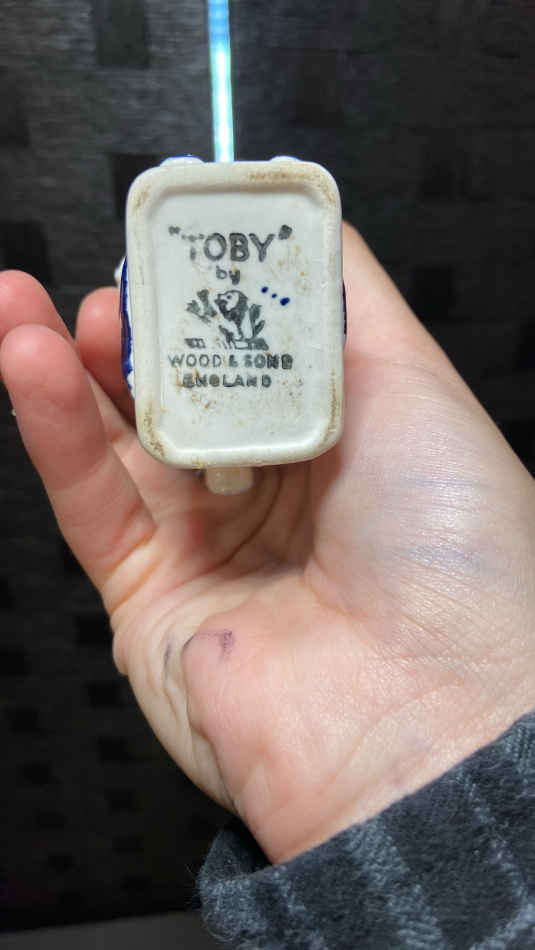 "TOBY"
by
WOOD & SONS
ENGLAND